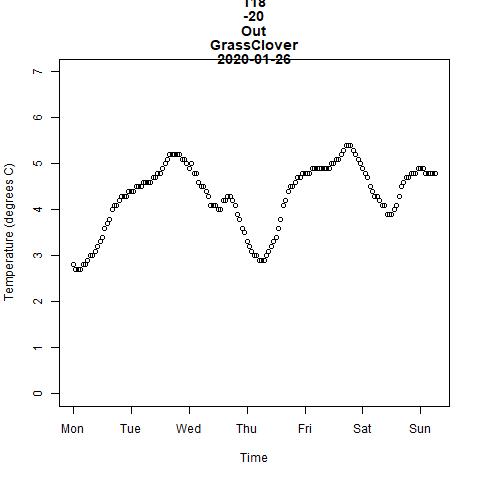 T18
-20
Out
GrassClover
2020-01-26
Temperature (degrees C)
7
6
5
4
3
2
1
0
Mon Tue Wed Thu Fri Sat Sun
Time